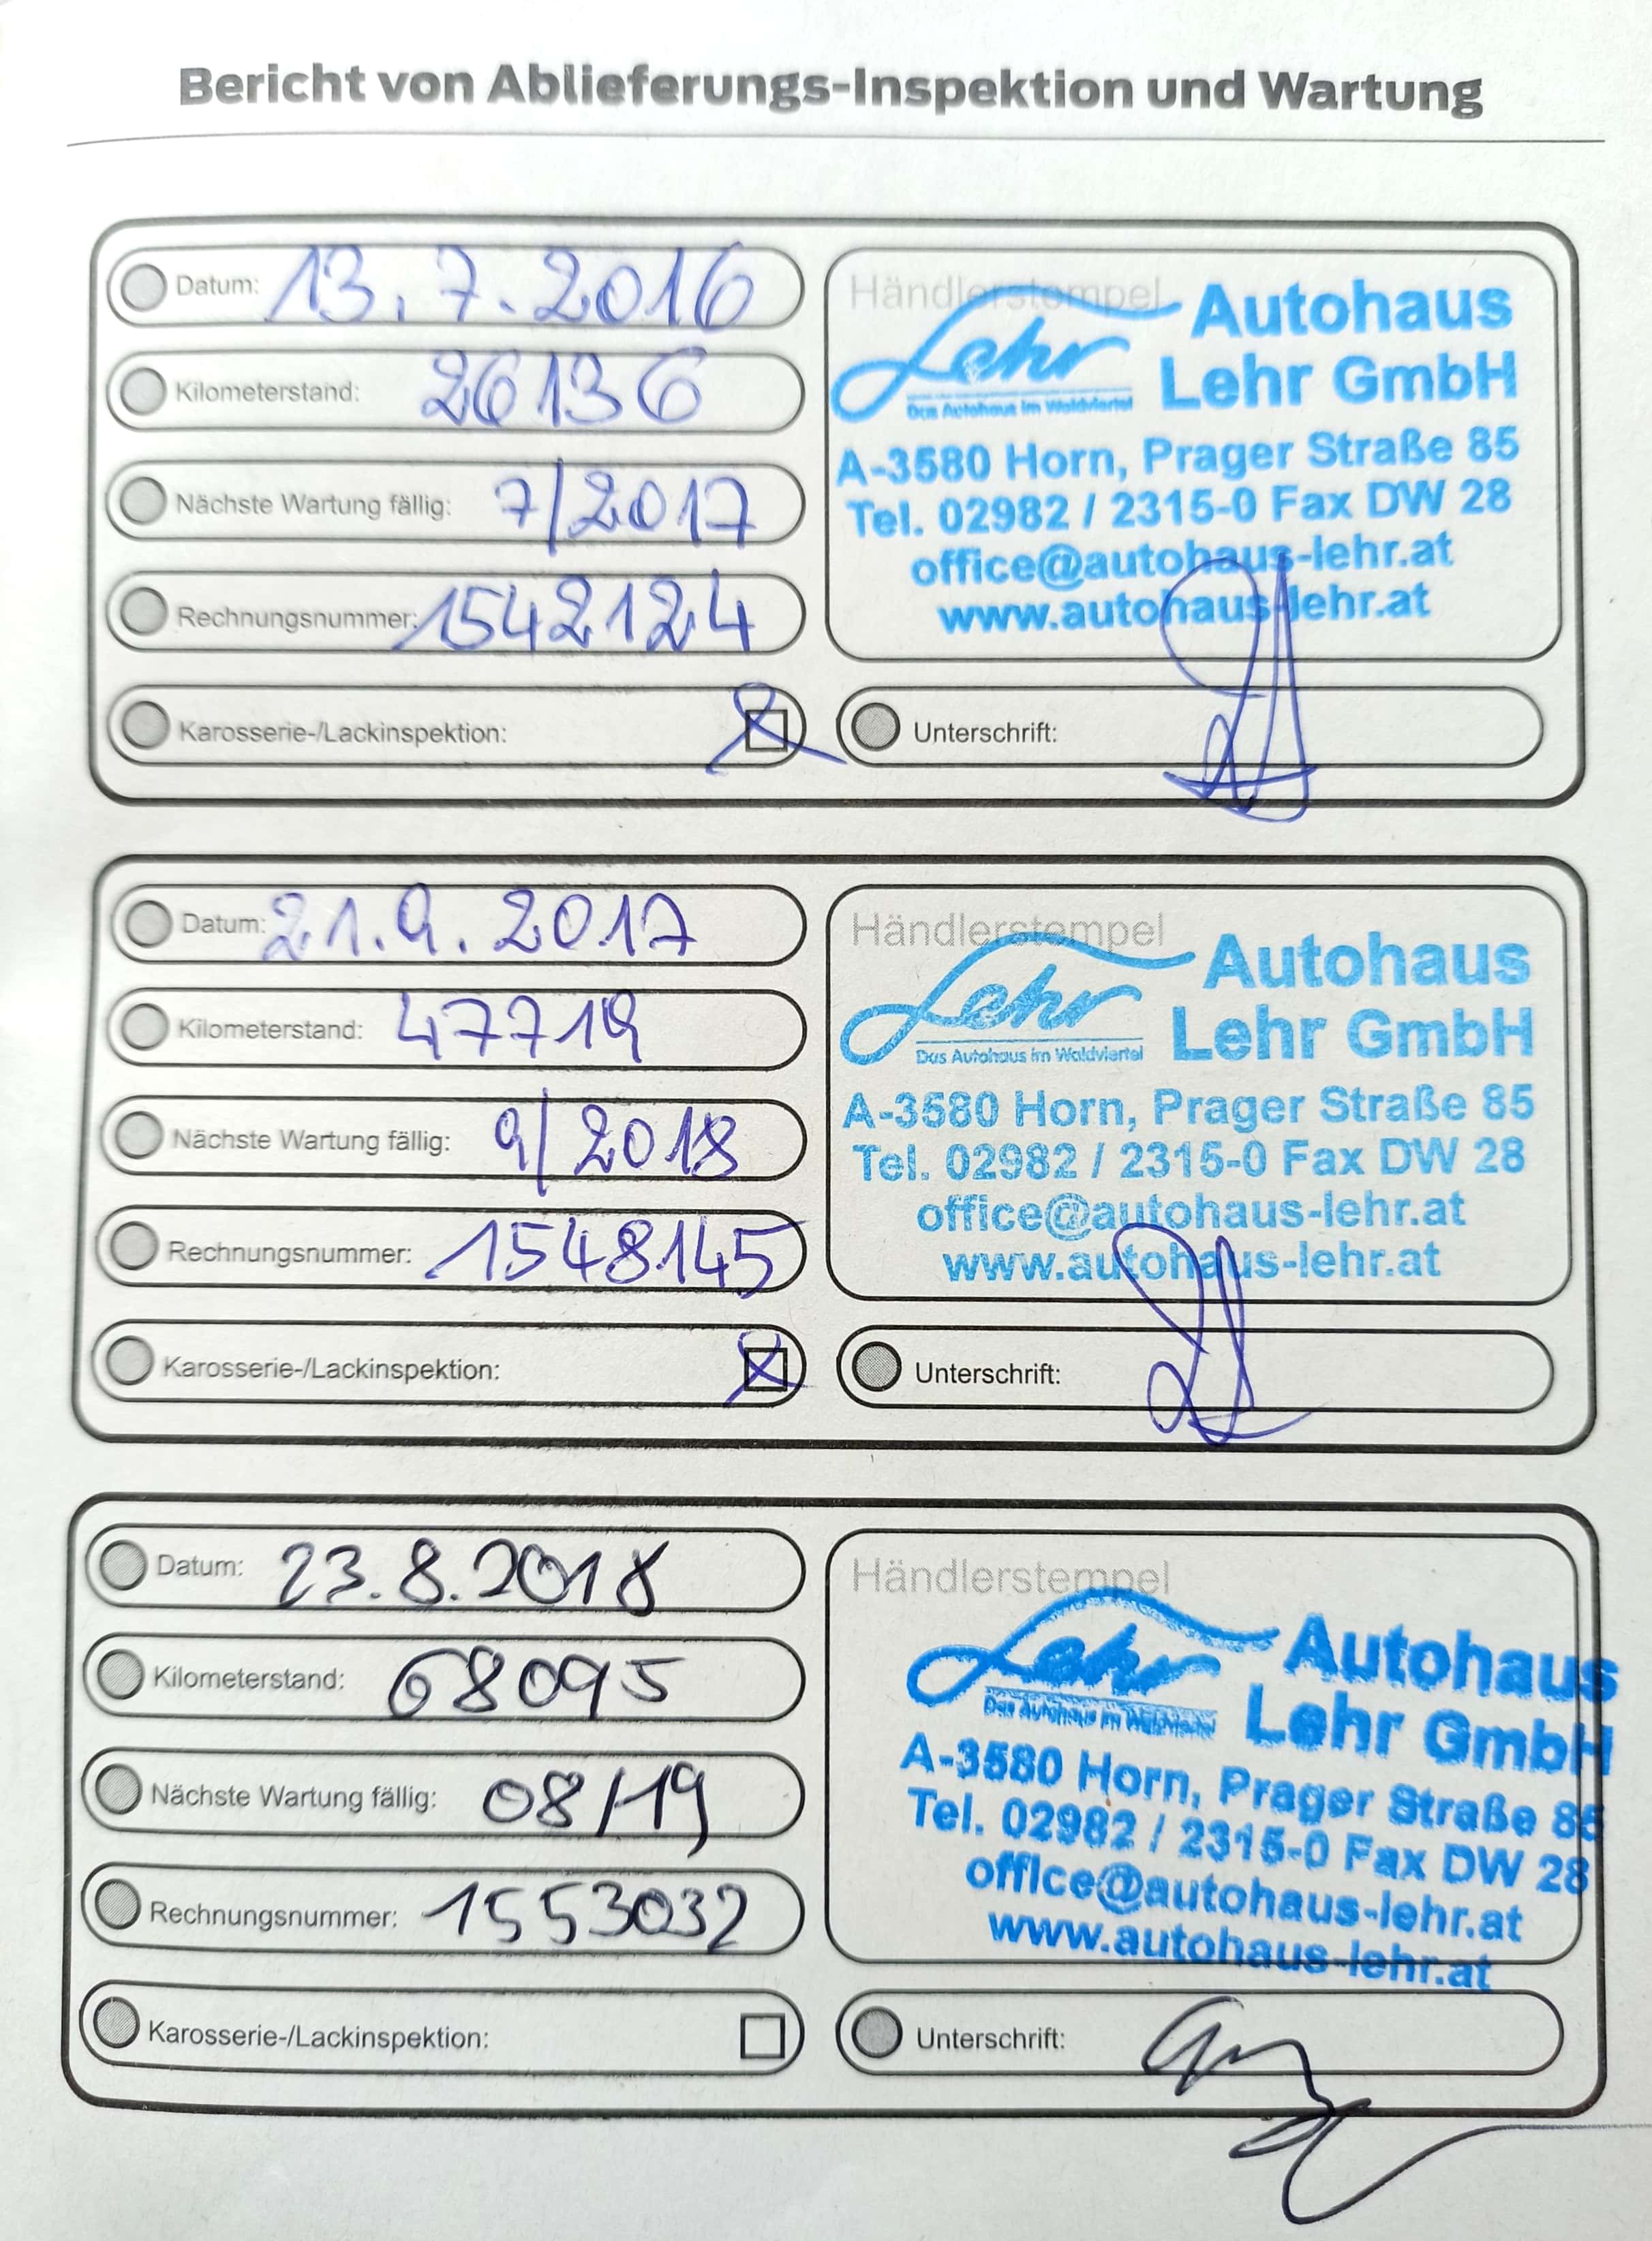 Bericht von Ablieferungs-Inspektion und Wartung
Datum: 13.7.2016
Kilometerstand: 26136
Nächste Wartung fällig: 7/2017
Rechnungsnummer: 1542124
Karosserie-/Lackinspektion:
Händlerstempel
Lehr
Das Autohaus im Waldviertel
Autohaus
Lehr GmbH
A-3580 Horn, Prager Straße 85
Tel. 02982 / 2315-0 Fax DW 28
office@autohaus-lehr.at
www.autohaus-lehr.at
Unterschrift:
Datum: 21.9.2017
Kilometerstand: 47719
Nächste Wartung fällig: 9/2018
Rechnungsnummer: 1548145
Karosserie-/Lackinspektion:
Händlerstempel
Lehr
Das Autohaus im Waldviertel
Autohaus
Lehr GmbH
A-3580 Horn, Prager Straße 85
Tel. 02982 / 2315-0 Fax DW 28
office@autohaus-lehr.at
www.autohaus-lehr.at
Unterschrift:
Datum: 23.8.2018
Kilometerstand: 68095
Nächste Wartung fällig: 08/19
Rechnungsnummer: 1553032
Karosserie-/Lackinspektion:
Händlerstempel
Lehr
Das Autohaus im Waldviertel
Autohaus
Lehr GmbH
A-3580 Horn, Prager Straße 85
Tel. 02982 / 2315-0 Fax DW 28
office@autohaus-lehr.at
www.autohaus-lehr.at
Unterschrift: